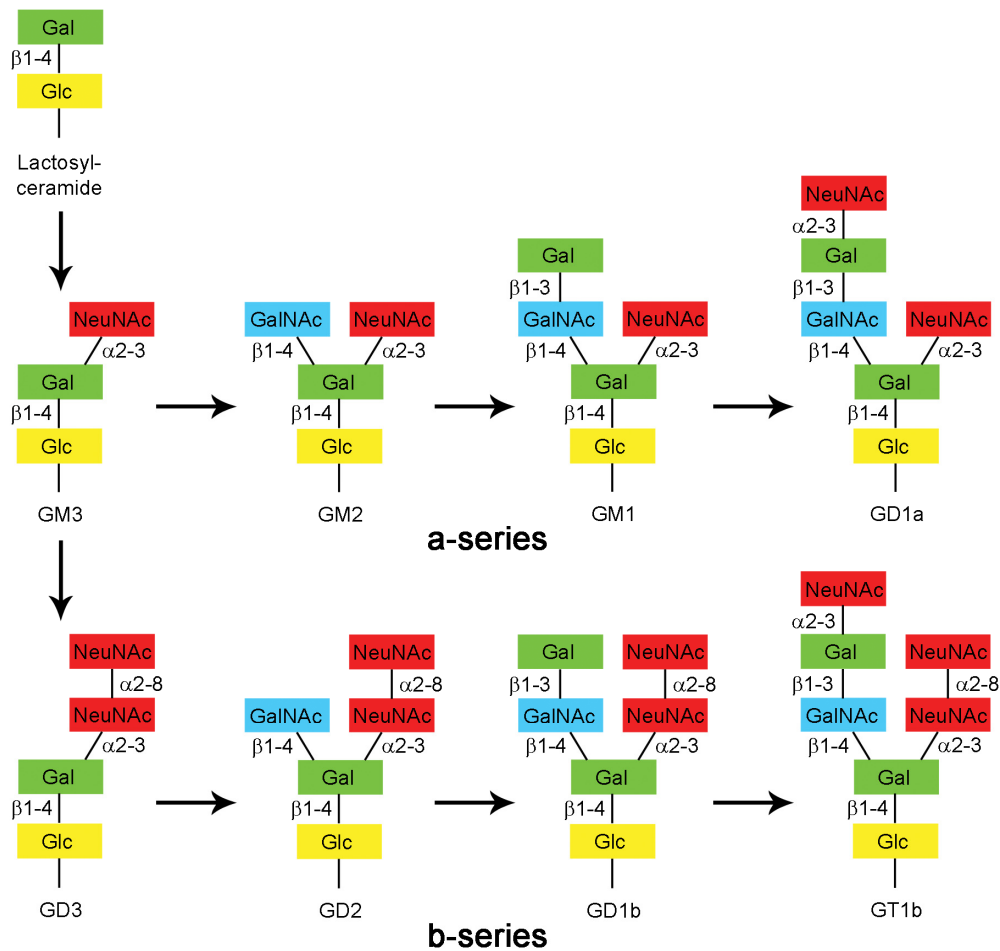 Gal
β1-4
Glc
Lactosyl-
ceramide
NeuNAc
α2-3
Gal
β1-4
Glc
GM3
GalNAc
NeuNAc
β1-4
α2-3
Gal
β1-4
Glc
GM2
Gal
β1-3
GalNAc
NeuNAc
β1-4
α2-3
Gal
β1-4
Glc
GM1
NeuNAc
α2-3
Gal
β1-3
GalNAc
NeuNAc
β1-4
α2-3
Gal
β1-4
Glc
GD1a
a-series
NeuNAc
α2-8
NeuNAc
α2-3
Gal
β1-4
Glc
GD3
NeuNAc
α2-8
GalNAc
NeuNAc
β1-4
α2-3
Gal
β1-4
Glc
GD2
Gal
NeuNAc
β1-3
α2-8
GalNAc
NeuNAc
β1-4
α2-3
Gal
β1-4
Glc
GD1b
NeuNAc
α2-3
Gal
NeuNAc
β1-3
α2-8
GalNAc
NeuNAc
β1-4
α2-3
Gal
β1-4
Glc
GT1b
b-series